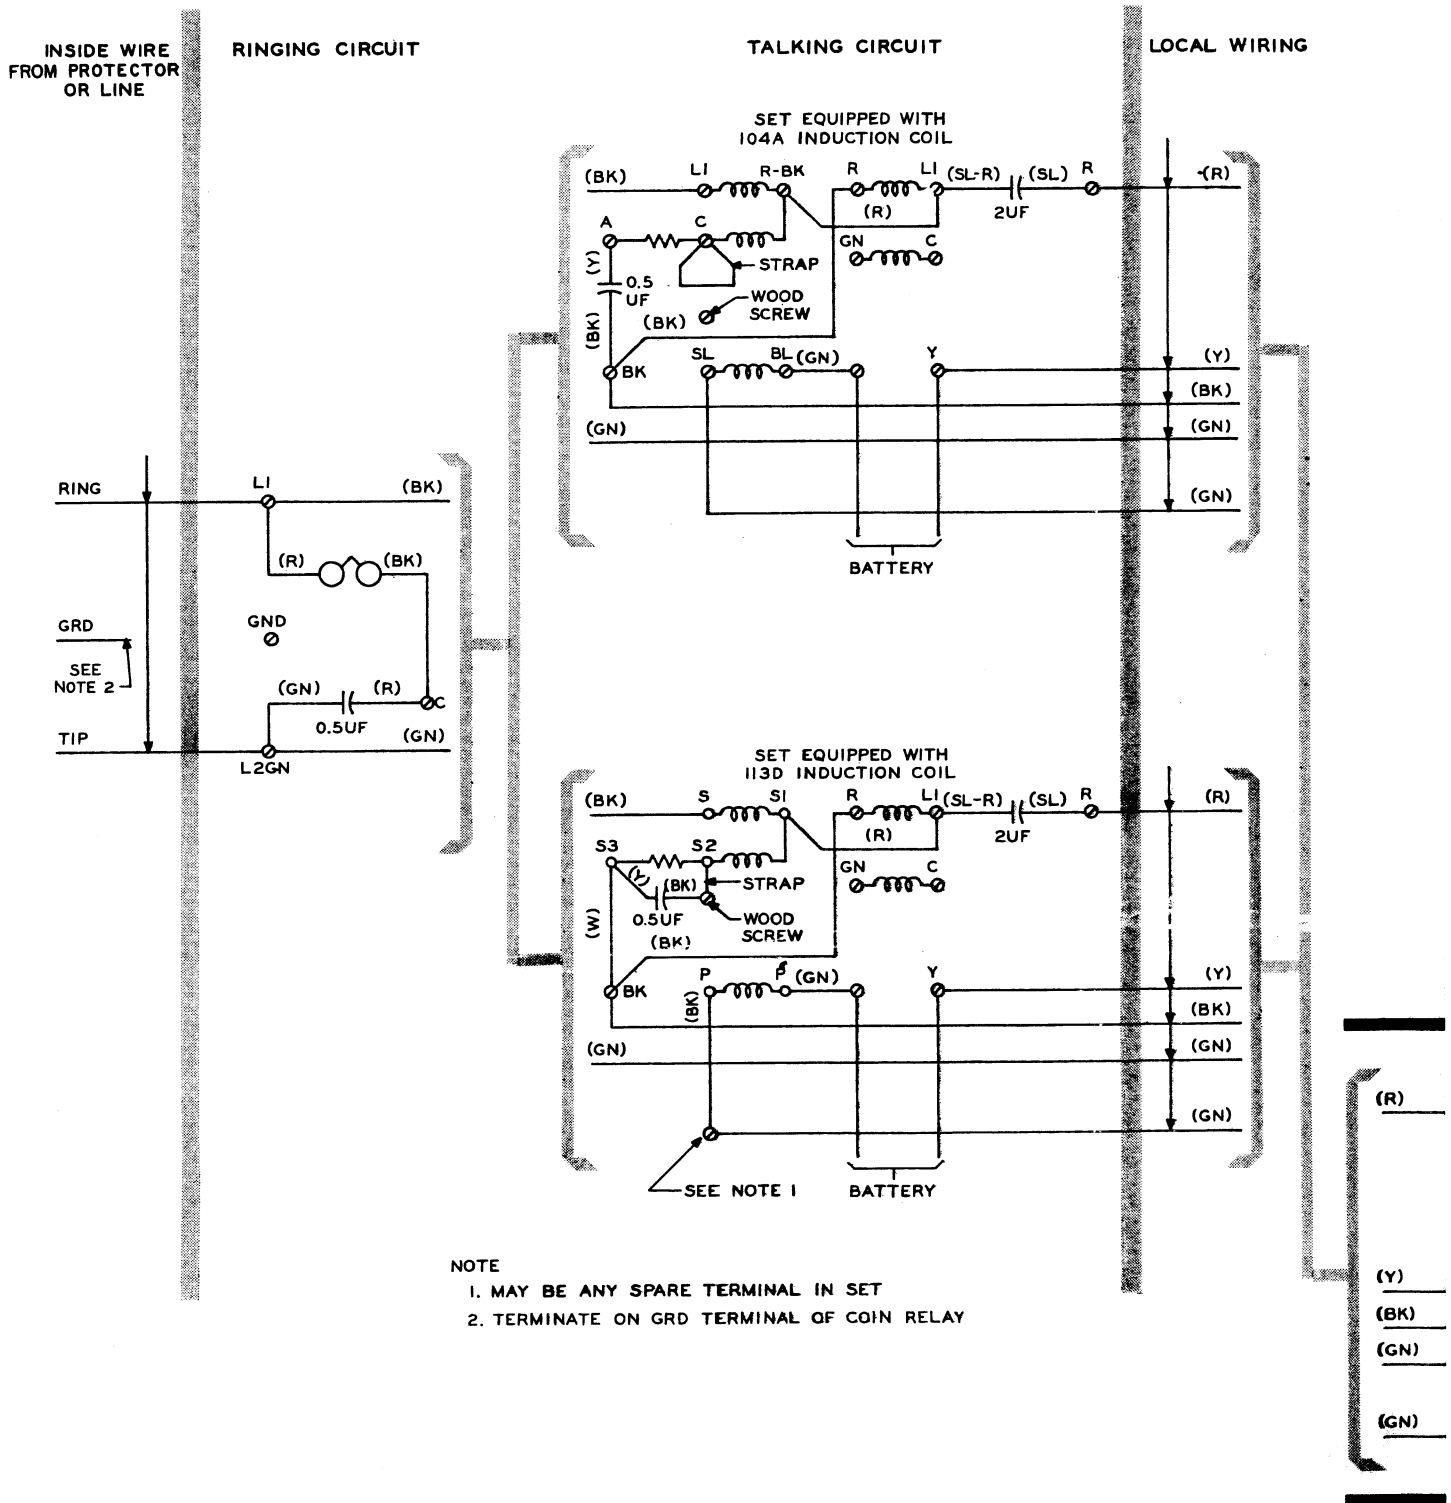 INSIDE WIRE
FROM PROTECTOR
OR LINE
RINGING CIRCUIT
TALKING CIRCUIT
LOCAL WIRING
SET EQUIPPED WITH
104A INDUCTION COIL
(BK)
L1
R-BK
R
L1
(SL-R)
(SL)
R
(R)
(R)
2UF
A
C
GN
C
(Y)
STRAP
0.5
UF
WOOD
SCREW
(BK)
(BK)
BK
SL
BL
(GN)
Y
(Y)
(BK)
(GN)
(GN)
(GN)
BATTERY
RING
L1
(BK)
(R)
(BK)
GRD
GND
SEE
NOTE 2
(GN)
(R)
C
0.5UF
TIP
(GN)
L2GN
SET EQUIPPED WITH
113D INDUCTION COIL
(BK)
S
S1
R
L1
(SL-R)
(SL)
R
(R)
(R)
2UF
S3
S2
GN
C
(Y)
(BK)
STRAP
0.5UF
WOOD
SCREW
(W)
(BK)
BK
P
P
(GN)
Y
(Y)
(BK)
(BK)
(GN)
(GN)
(GN)
SEE NOTE 1
BATTERY
NOTE
1. MAY BE ANY SPARE TERMINAL IN SET
2. TERMINATE ON GRD TERMINAL OF COIN RELAY
(R)
(Y)
(BK)
(GN)
(GN)